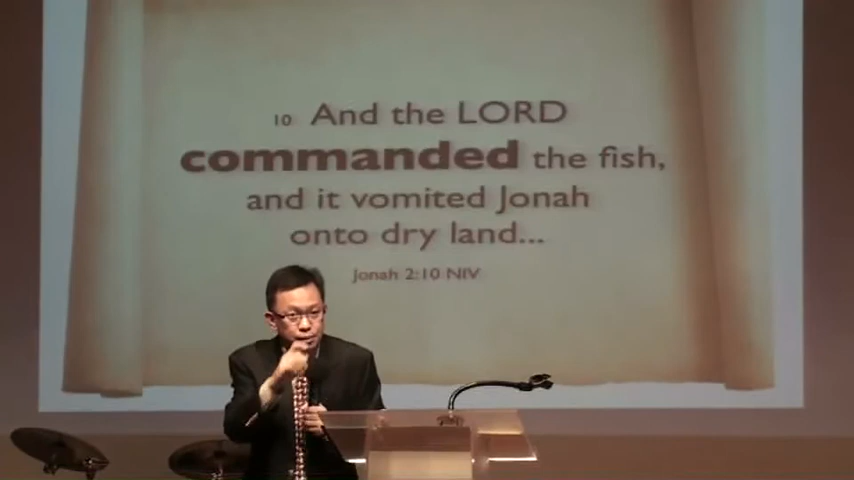 10 And the LORD
commanded the fish,
and it vomited Jonah
onto dry land...
Jonah 2:10 NIV